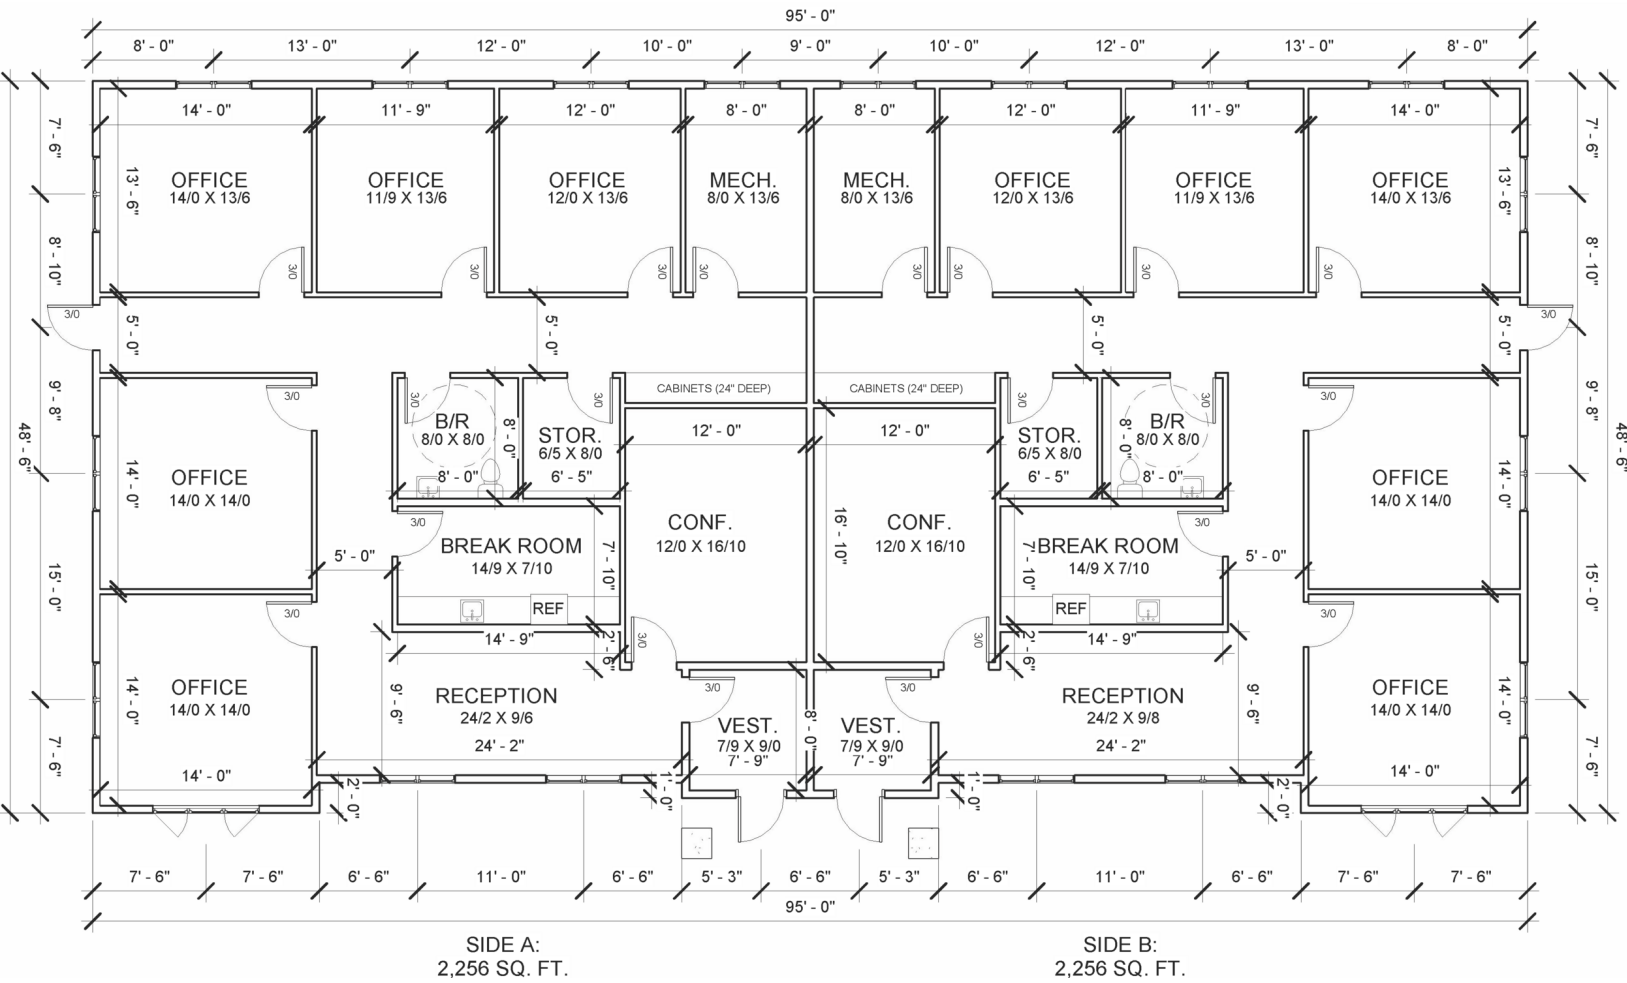 95' - 0"
8' - 0" 13' - 0" 12' - 0" 10' - 0" 9' - 0" 10' - 0" 12' - 0" 13' - 0" 8' - 0"
14' - 0" 11' - 9" 12' - 0" 8' - 0" 8' - 0" 12' - 0" 11' - 9" 14' - 0"
7' - 6" 7' - 6"
13' - 6" 13' - 6"
OFFICE OFFICE OFFICE MECH. MECH. OFFICE OFFICE OFFICE
14/0 X 13/6 11/9 X 13/6 12/0 X 13/6 8/0 X 13/6 8/0 X 13/6 12/0 X 13/6 11/9 X 13/6 14/0 X 13/6
8' - 10" 8' - 10"
3/0 3/0 3/0 3/0 3/0 3/0 3/0 3/0
3/0 3/0
5' - 0" 5' - 0" 5' - 0" 5' - 0"
9' - 8" 9' - 8"
3/0 3/0 3/0 CABINETS (24" DEEP) CABINETS (24" DEEP) 3/0 3/0 3/0
48' - 6" 48' - 6"
B/R B/R
8/0 X 8/0 8/0 X 8/0
8' - 0" 8' - 0"
STOR. 12' - 0" 12' - 0" STOR.
6/5 X 8/0 6/5 X 8/0
OFFICE 8' - 0" 6' - 5" 6' - 5" 8' - 0" OFFICE
14' - 0" 14/0 X 14/0 14/0 X 14/0 14' - 0"
3/0 CONF. CONF. 3/0
16' - 10"
BREAK ROOM 12/0 X 16/10 12/0 X 16/10 BREAK ROOM
5' - 0" 14/9 X 7/10 7' - 10" 7' - 10" 14/9 X 7/10 5' - 0"
15' - 0" 15' - 0"
3/0 REF REF 3/0
14' - 9" 2' - 6" 3/0 3/0 2' - 6" 14' - 9"
OFFICE RECEPTION 3/0 3/0 RECEPTION OFFICE
14' - 0" 14/0 X 14/0 9' - 6" 24/2 X 9/6 24/2 X 9/8 9' - 6" 14/0 X 14/0 14' - 0"
VEST. 8' - 0" VEST.
24' - 2" 7/9 X 9/0 7/9 X 9/0 24' - 2"
7' - 6" 7' - 9" 7' - 9" 7' - 6"
14' - 0" 14' - 0"
2' - 0" 1' - 0" 1' - 0" 2' - 0"
7' - 6" 7' - 6" 6' - 6" 11' - 0" 6' - 6" 5' - 3" 6' - 6" 5' - 3" 6' - 6" 11' - 0" 6' - 6" 7' - 6" 7' - 6"
95' - 0"
SIDE A: SIDE B:
2,256 SQ. FT. 2,256 SQ. FT.